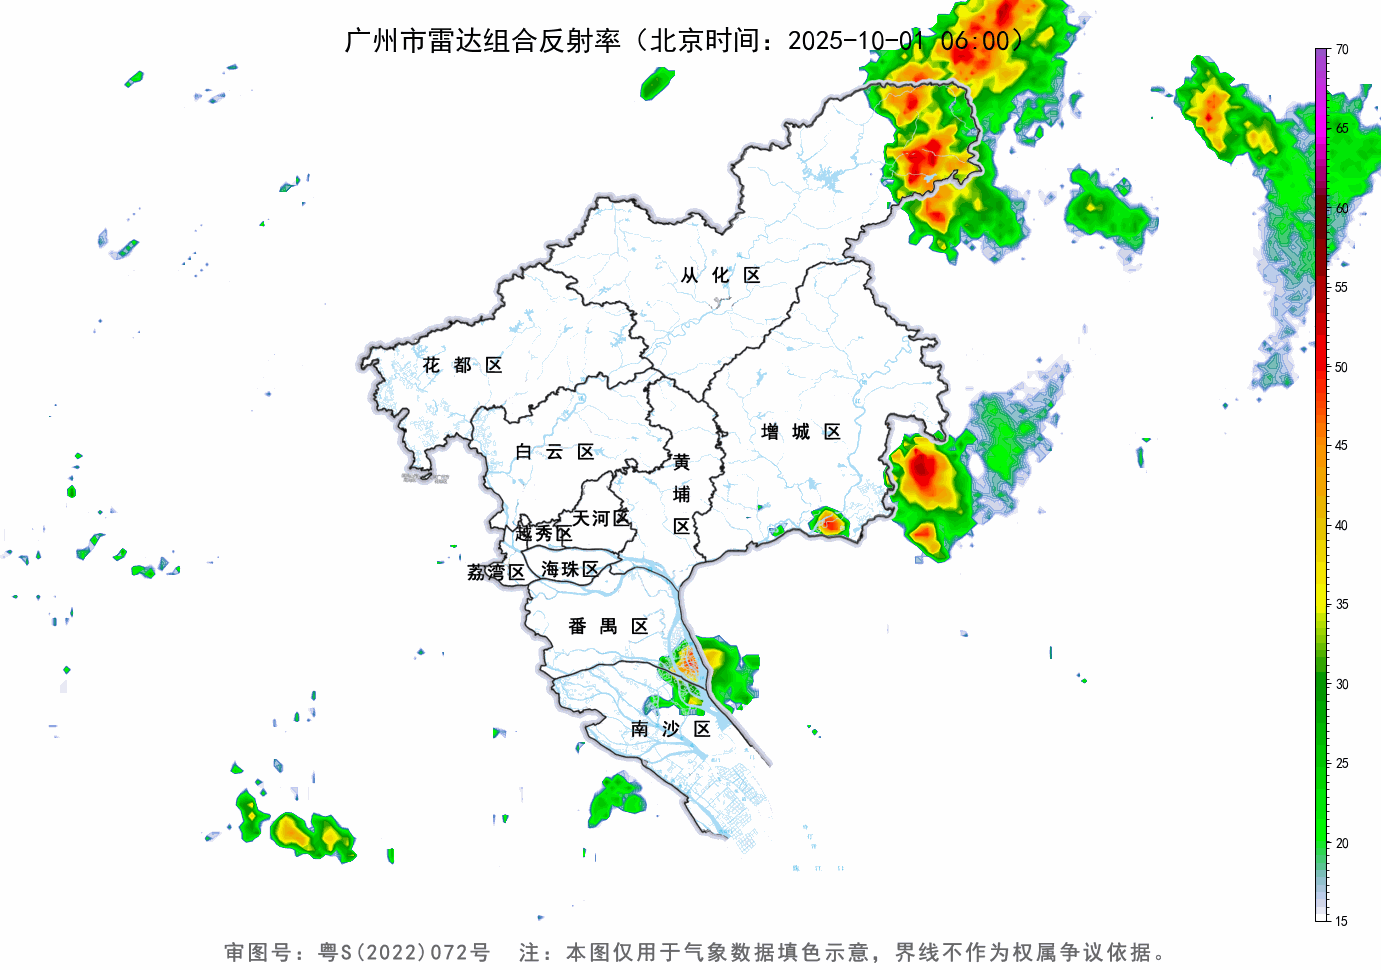 广州市雷达组合反射率（北京时间：2025-10-01 06:00）
70
65
60
55
50
45
40
35
30
25
20
15
从化区
花都区
增城区
白云区
黄埔区
天河区
越秀区
海珠区
荔湾区
番禺区
南沙区
审图号：粤S(2022)072号 注：本图仅用于气象数据填色示意，界线不作为权属争议依据。